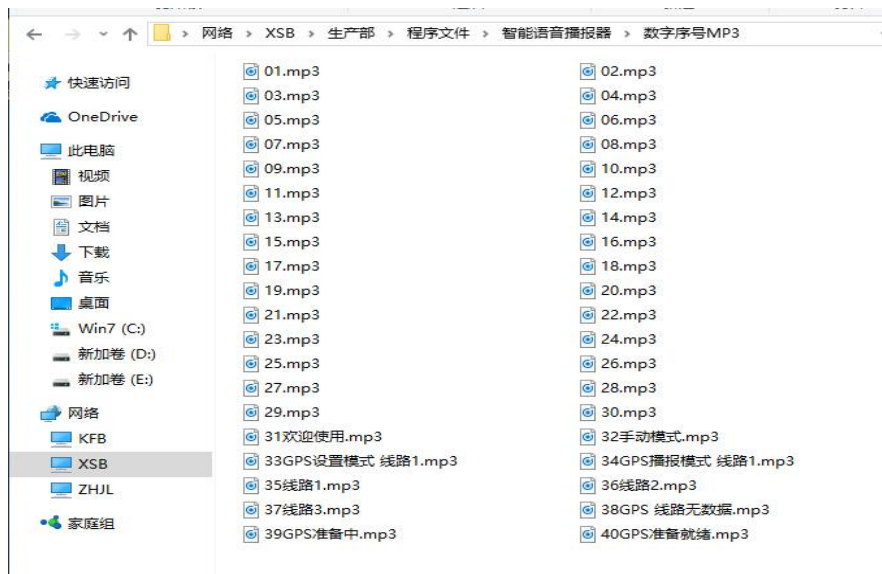 网络 › XSB › 生产部 › 程序文件 › 智能语音播报器 › 数字序号MP3
快速访问
OneDrive
此电脑
视频
图片
文档
下载
音乐
桌面
Win7 (C:)
新加卷 (D:)
新加卷 (E:)
网络
KFB
XSB
ZHJL
家庭组
01.mp3 02.mp3
03.mp3 04.mp3
05.mp3 06.mp3
07.mp3 08.mp3
09.mp3 10.mp3
11.mp3 12.mp3
13.mp3 14.mp3
15.mp3 16.mp3
17.mp3 18.mp3
19.mp3 20.mp3
21.mp3 22.mp3
23.mp3 24.mp3
25.mp3 26.mp3
27.mp3 28.mp3
29.mp3 30.mp3
31欢迎使用.mp3 32手动模式.mp3
33GPS设置模式 线路1.mp3 34GPS播报模式 线路1.mp3
35线路1.mp3 36线路2.mp3
37线路3.mp3 38GPS 线路无数据.mp3
39GPS准备中.mp3 40GPS准备就绪.mp3